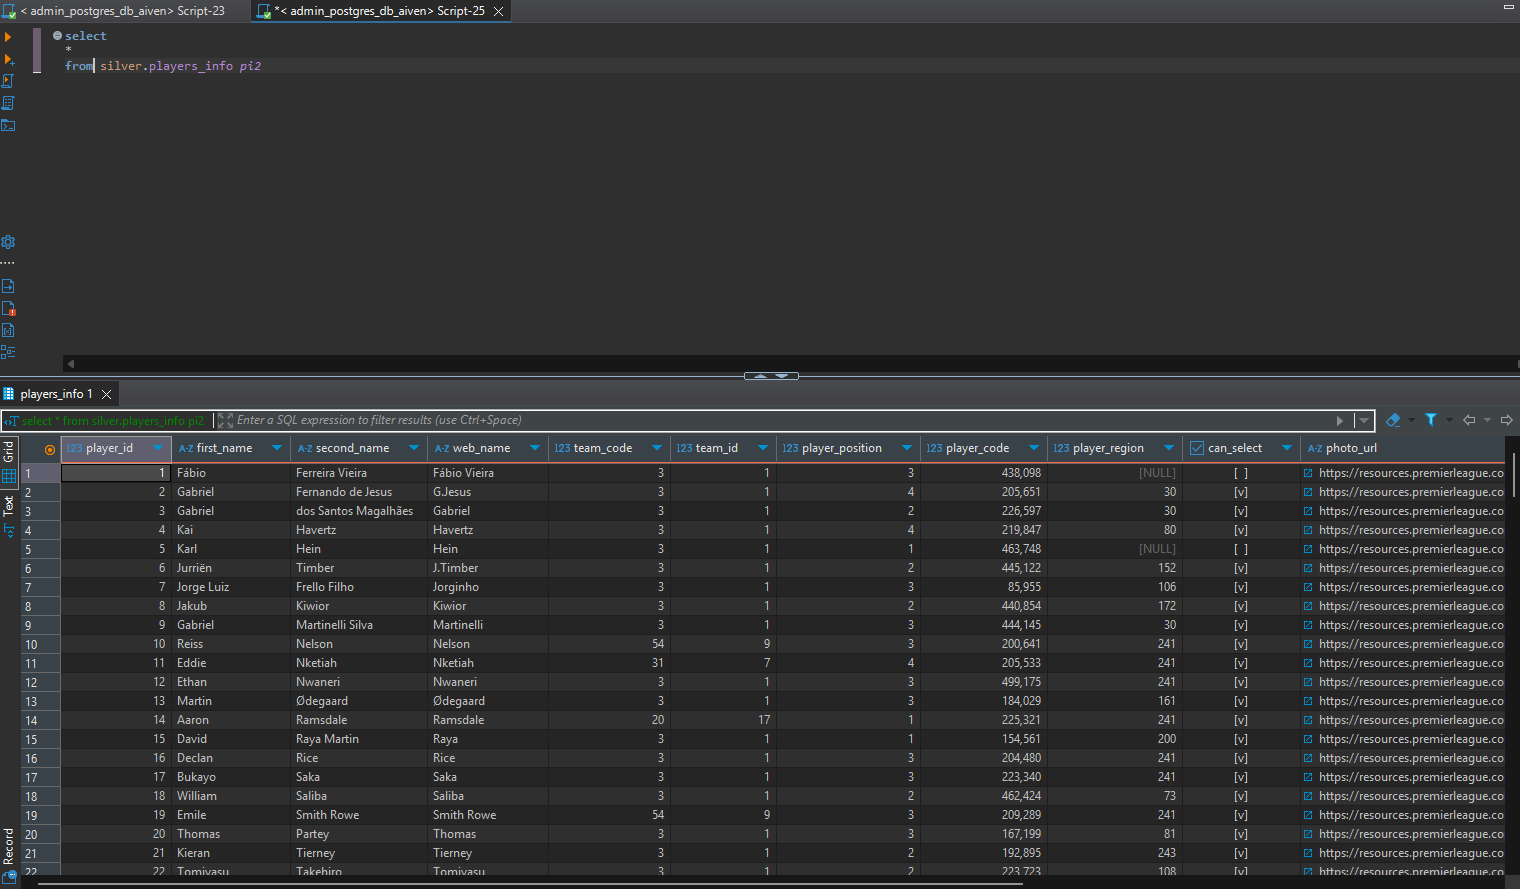 < admin_postgres_db_aiven> Script-23 *< admin_postgres_db_aiven> Script-25
select
*
from silver.players_info pi2
players_info 1
select * from silver.players_info pi2 Enter a SQL expression to filter results (use Ctrl+Space)
Grid
Text
Record
123 player_id A-Z first_name A-Z second_name A-Z web_name 123 team_code 123 team_id 123 player_position 123 player_code 123 player_region can_select A-Z photo_url
1 1 Fábio Ferreira Vieira Fábio Vieira 3 1 3 438,098 [NULL] [ ] https://resources.premierleague.co
2 2 Gabriel Fernando de Jesus G.Jesus 3 1 4 205,651 30 [v] https://resources.premierleague.co
3 3 Gabriel dos Santos Magalhães Gabriel 3 1 2 226,597 30 [v] https://resources.premierleague.co
4 4 Kai Havertz Havertz 3 1 4 219,847 80 [v] https://resources.premierleague.co
5 5 Karl Hein Hein 3 1 1 463,748 [NULL] [ ] https://resources.premierleague.co
6 6 Jurriën Timber J.Timber 3 1 2 445,122 152 [v] https://resources.premierleague.co
7 7 Jorge Luiz Frello Filho Jorginho 3 1 3 85,955 106 [v] https://resources.premierleague.co
8 8 Jakub Kiwior Kiwior 3 1 2 440,854 172 [v] https://resources.premierleague.co
9 9 Gabriel Martinelli Silva Martinelli 3 1 3 444,145 30 [v] https://resources.premierleague.co
10 10 Reiss Nelson Nelson 54 9 3 200,641 241 [v] https://resources.premierleague.co
11 11 Eddie Nketiah Nketiah 31 7 4 205,533 241 [v] https://resources.premierleague.co
12 12 Ethan Nwaneri Nwaneri 3 1 3 499,175 241 [v] https://resources.premierleague.co
13 13 Martin Ødegaard Ødegaard 3 1 3 184,029 161 [v] https://resources.premierleague.co
14 14 Aaron Ramsdale Ramsdale 20 17 1 225,321 241 [v] https://resources.premierleague.co
15 15 David Raya Martin Raya 3 1 1 154,561 200 [v] https://resources.premierleague.co
16 16 Declan Rice Rice 3 1 3 204,480 241 [v] https://resources.premierleague.co
17 17 Bukayo Saka Saka 3 1 3 223,340 241 [v] https://resources.premierleague.co
18 18 William Saliba Saliba 3 1 2 462,424 73 [v] https://resources.premierleague.co
19 19 Emile Smith Rowe Smith Rowe 54 9 3 209,289 241 [v] https://resources.premierleague.co
20 20 Thomas Partey Thomas 3 1 3 167,199 81 [v] https://resources.premierleague.co
21 21 Kieran Tierney Tierney 3 1 2 192,895 243 [v] https://resources.premierleague.co
22 22 Tomiyasu Takehiro Tomiyasu 3 1 2 223,723 108 [v] https://resources.premierleague.co